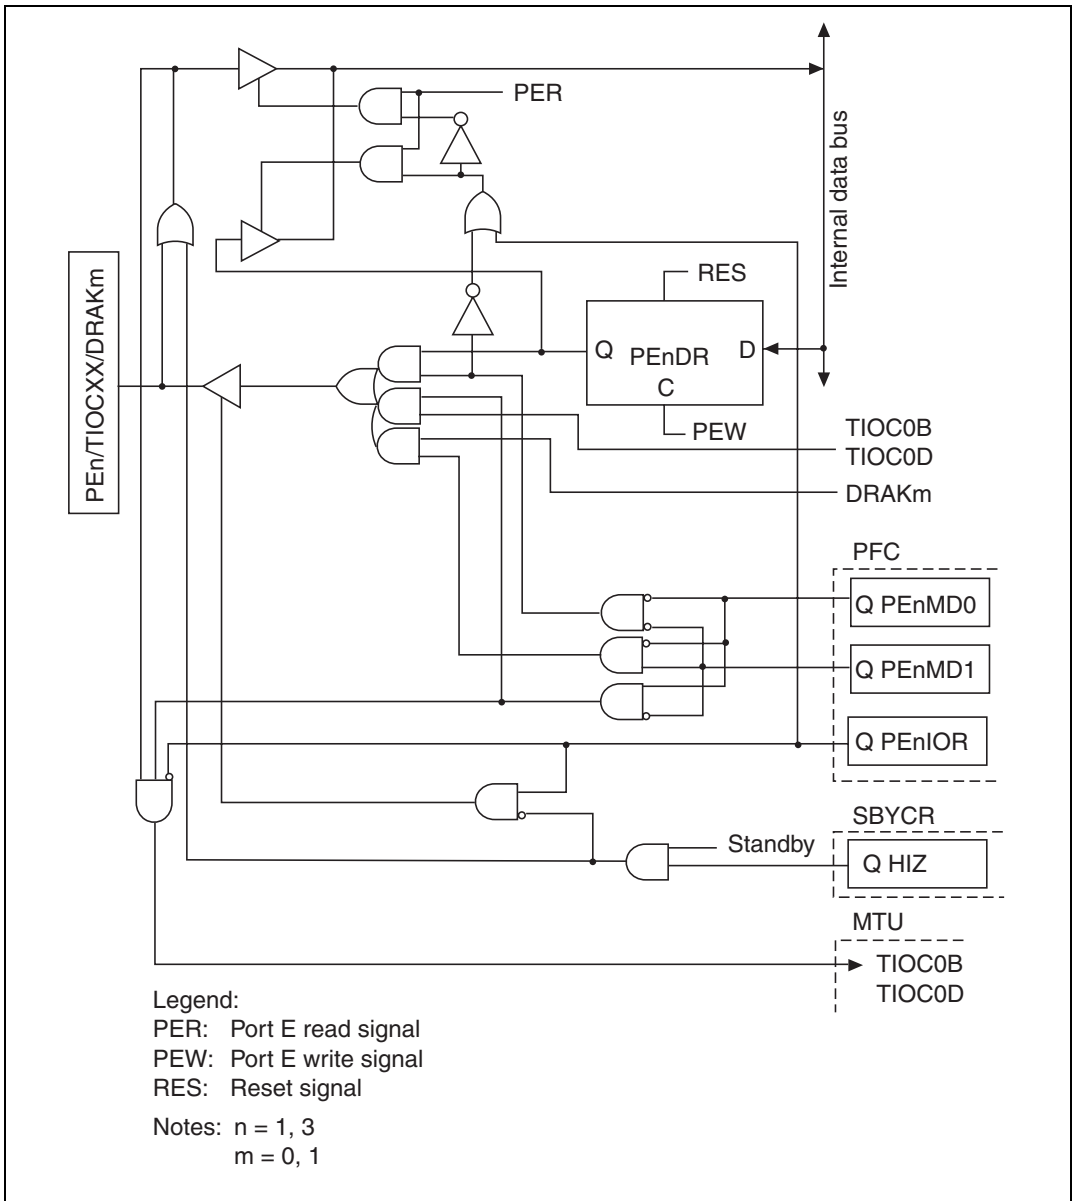 PER
Internal data bus
PEn/TIOCXX/DRAKm
RES
Q PEnDR D
C
PEW
TIOC0B
TIOC0D
DRAKm
PFC
Q PEnMD0
Q PEnMD1
Q PEnIOR
SBYCR
Standby
Q HIZ
MTU
TIOC0B
TIOC0D
Legend:
PER: Port E read signal
PEW: Port E write signal
RES: Reset signal
Notes: n = 1, 3
m = 0, 1